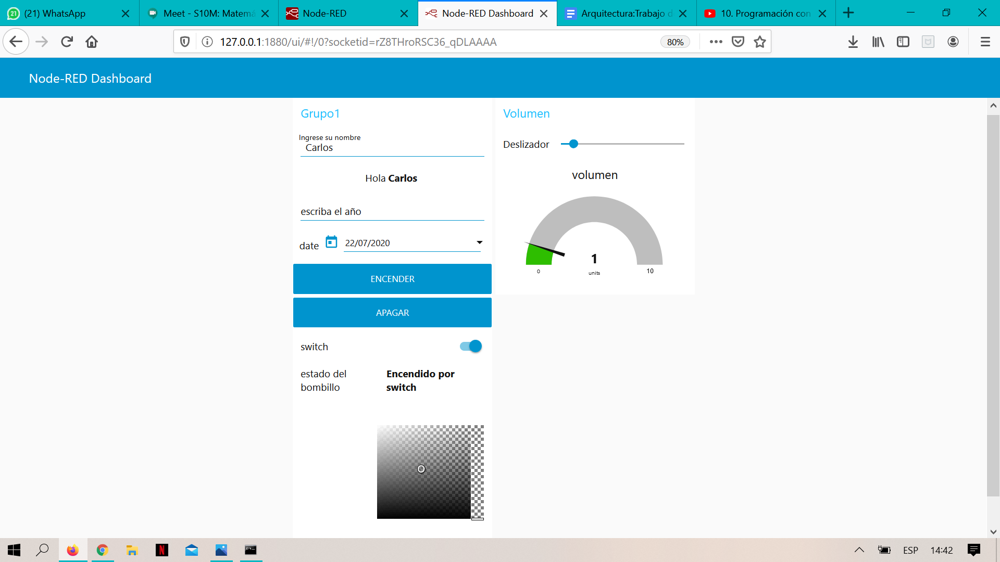 (21) WhatsApp
Meet - S10M: Matemá
Node-RED
Node-RED Dashboard
Arquitectura:Trabajo d
10. Programación con
127.0.0.1:1880/ui/#!/0?socketid=rZ8THroRSC36_qDLAAAA
80%
Node-RED Dashboard
Grupo1
Ingrese su nombre
Carlos
Hola Carlos
escriba el año
date 22/07/2020
ENCENDER
APAGAR
switch
estado del
bombillo
Encendido por
switch
Volumen
Deslizador
volumen
1
units
0
10
ESP
14:42